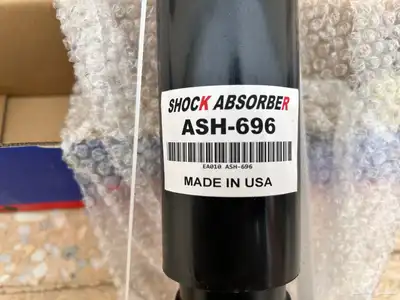 SHOCK ABSORBER
ASH-696
EA010 ASH-696
MADE IN USA